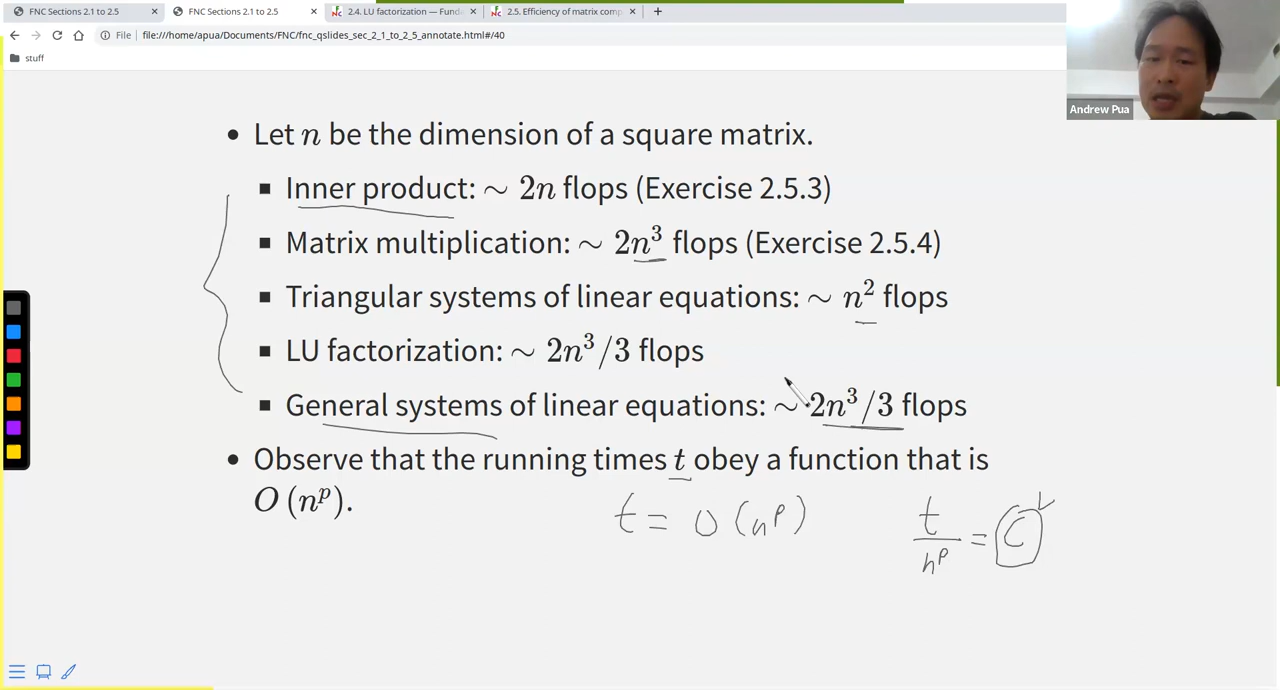 FNC Sections 2.1 to 2.5 × FNC Sections 2.1 to 2.5 × 2.4. LU factorization — Fund × 2.5. Efficiency of matrix comp × +
File file:///home/apua/Documents/FNC/fnc_qslides_sec_2_1_to_2_5_annotate.html#/40
stuff
Andrew Pua
• Let n be the dimension of a square matrix.
▪ Inner product: ∼ 2n flops (Exercise 2.5.3)
▪ Matrix multiplication: ∼ 2n³ flops (Exercise 2.5.4)
▪ Triangular systems of linear equations: ∼ n² flops
▪ LU factorization: ∼ 2n³/3 flops
▪ General systems of linear equations: ∼ 2n³/3 flops
• Observe that the running times t obey a function that is
O (nᵖ).
t = O (nᵖ)
t/nᵖ = C